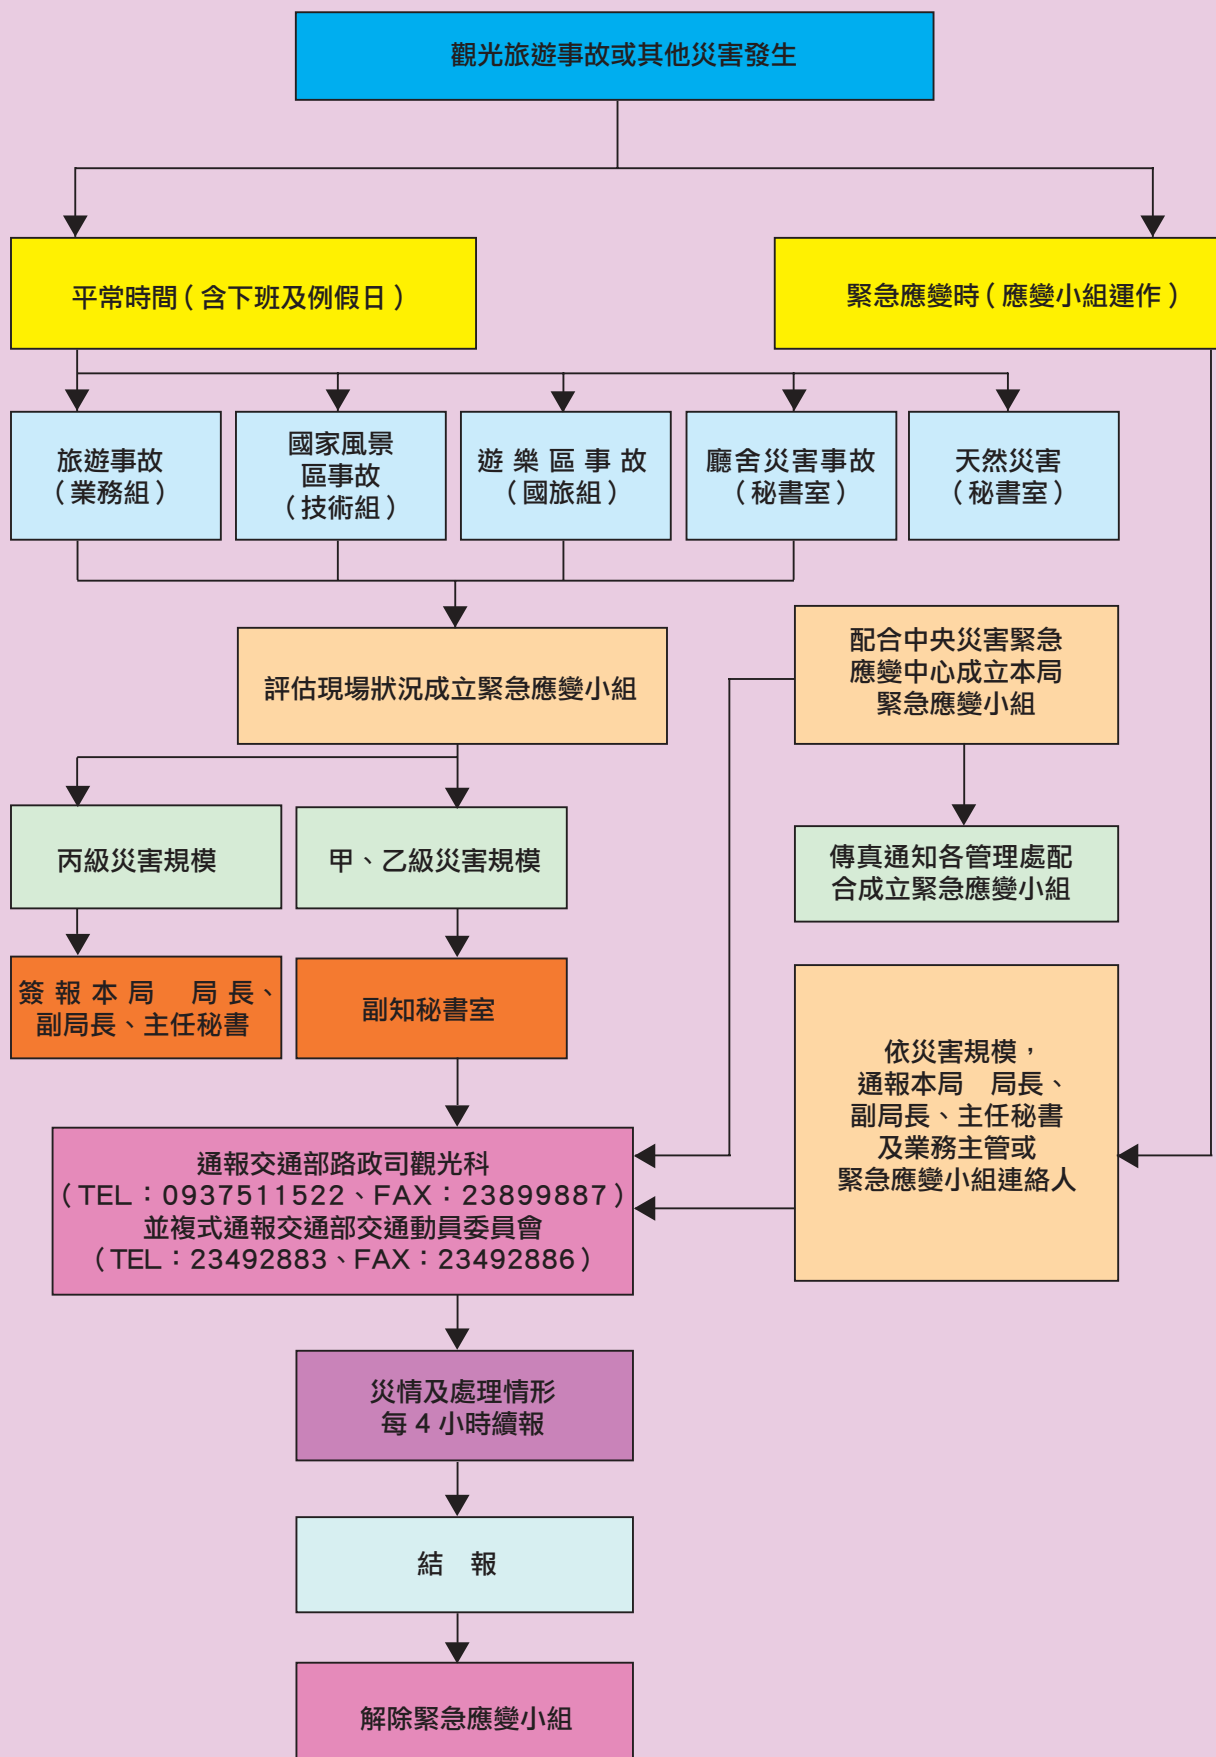 觀光旅遊事故或其他災害發生
平常時間（含下班及例假日）
緊急應變時（應變小組運作）
旅遊事故
（業務組）
國家風景
區事故
（技術組）
遊樂區事故
（國旅組）
廳舍災害事故
（秘書室）
天然災害
（秘書室）
評估現場狀況成立緊急應變小組
配合中央災害緊急
應變中心成立本局
緊急應變小組
丙級災害規模
甲、乙級災害規模
傳真通知各管理處配
合成立緊急應變小組
簽報本局　局長、
副局長、主任秘書
副知秘書室
依災害規模，
通報本局　局長、
副局長、主任秘書
及業務主管或
緊急應變小組連絡人
通報交通部路政司觀光科
（TEL：0937511522、FAX：23899887）
並複式通報交通部交通動員委員會
（TEL：23492883、FAX：23492886）
災情及處理情形
每 4 小時續報
結　報
解除緊急應變小組